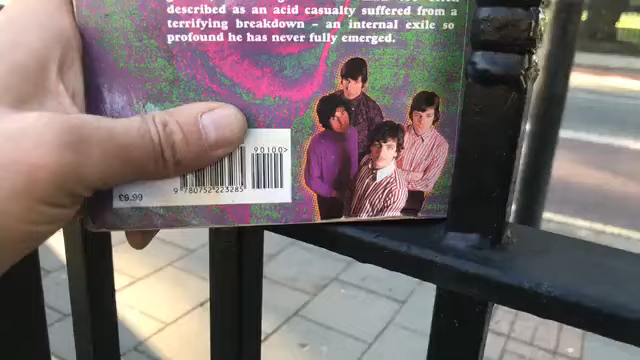 described as an acid casualty suffered from a
terrifying breakdown – an internal exile so
profound he has never fully emerged.
90100>
£9.99
9 780752 223285